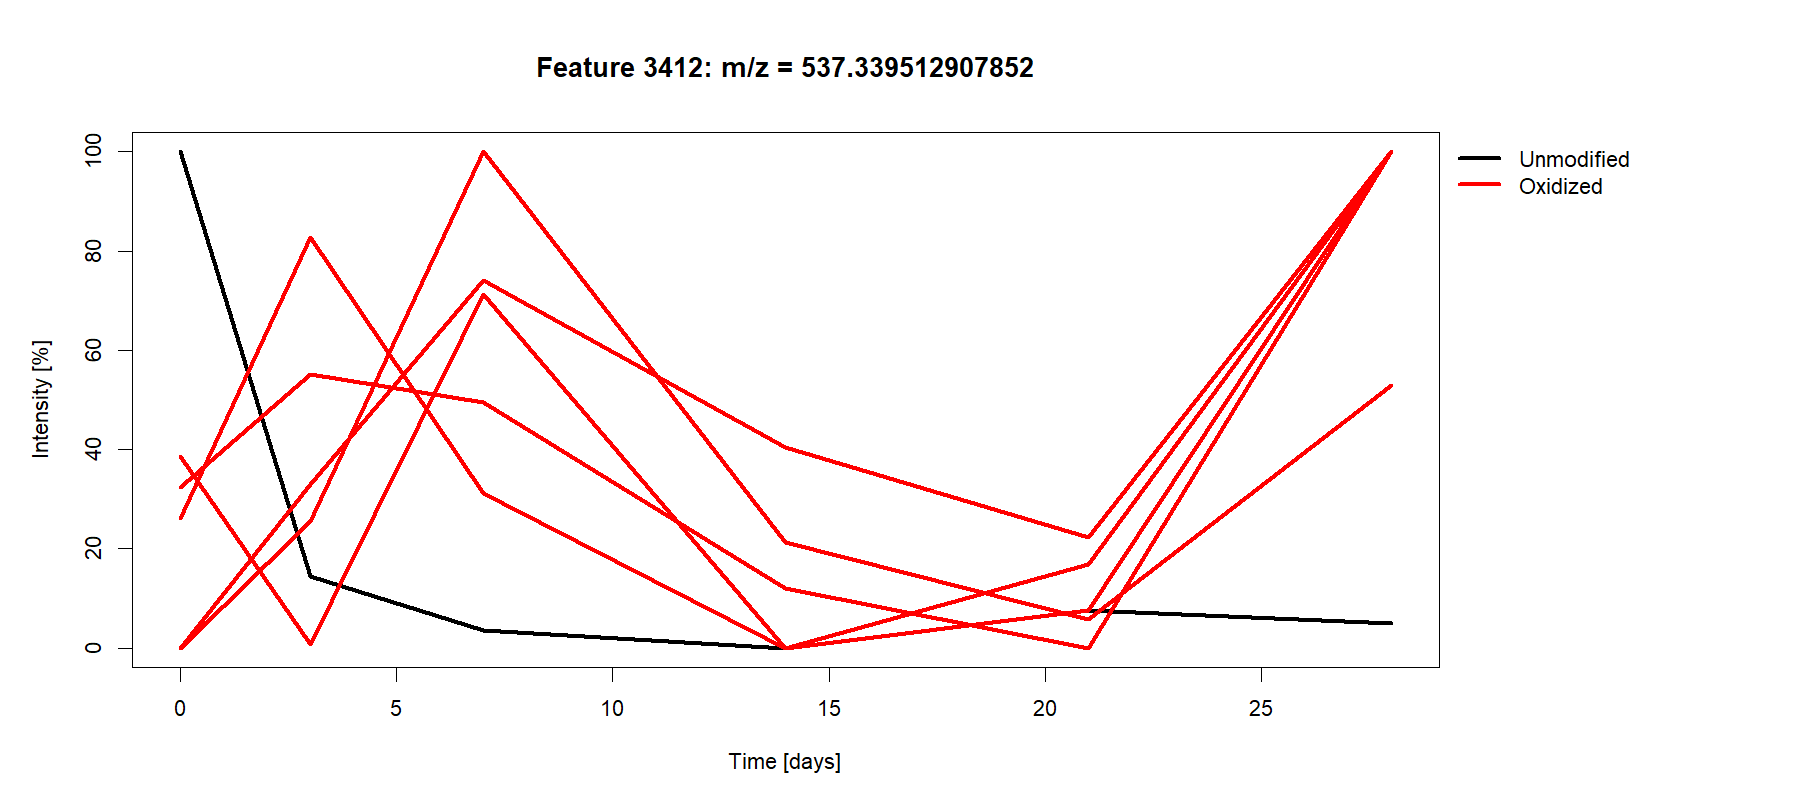 Feature 3412: m/z = 537.339512907852
Unmodified
Oxidized
Intensity [%]
100
80
60
40
20
0
0 5 10 15 20 25
Time [days]